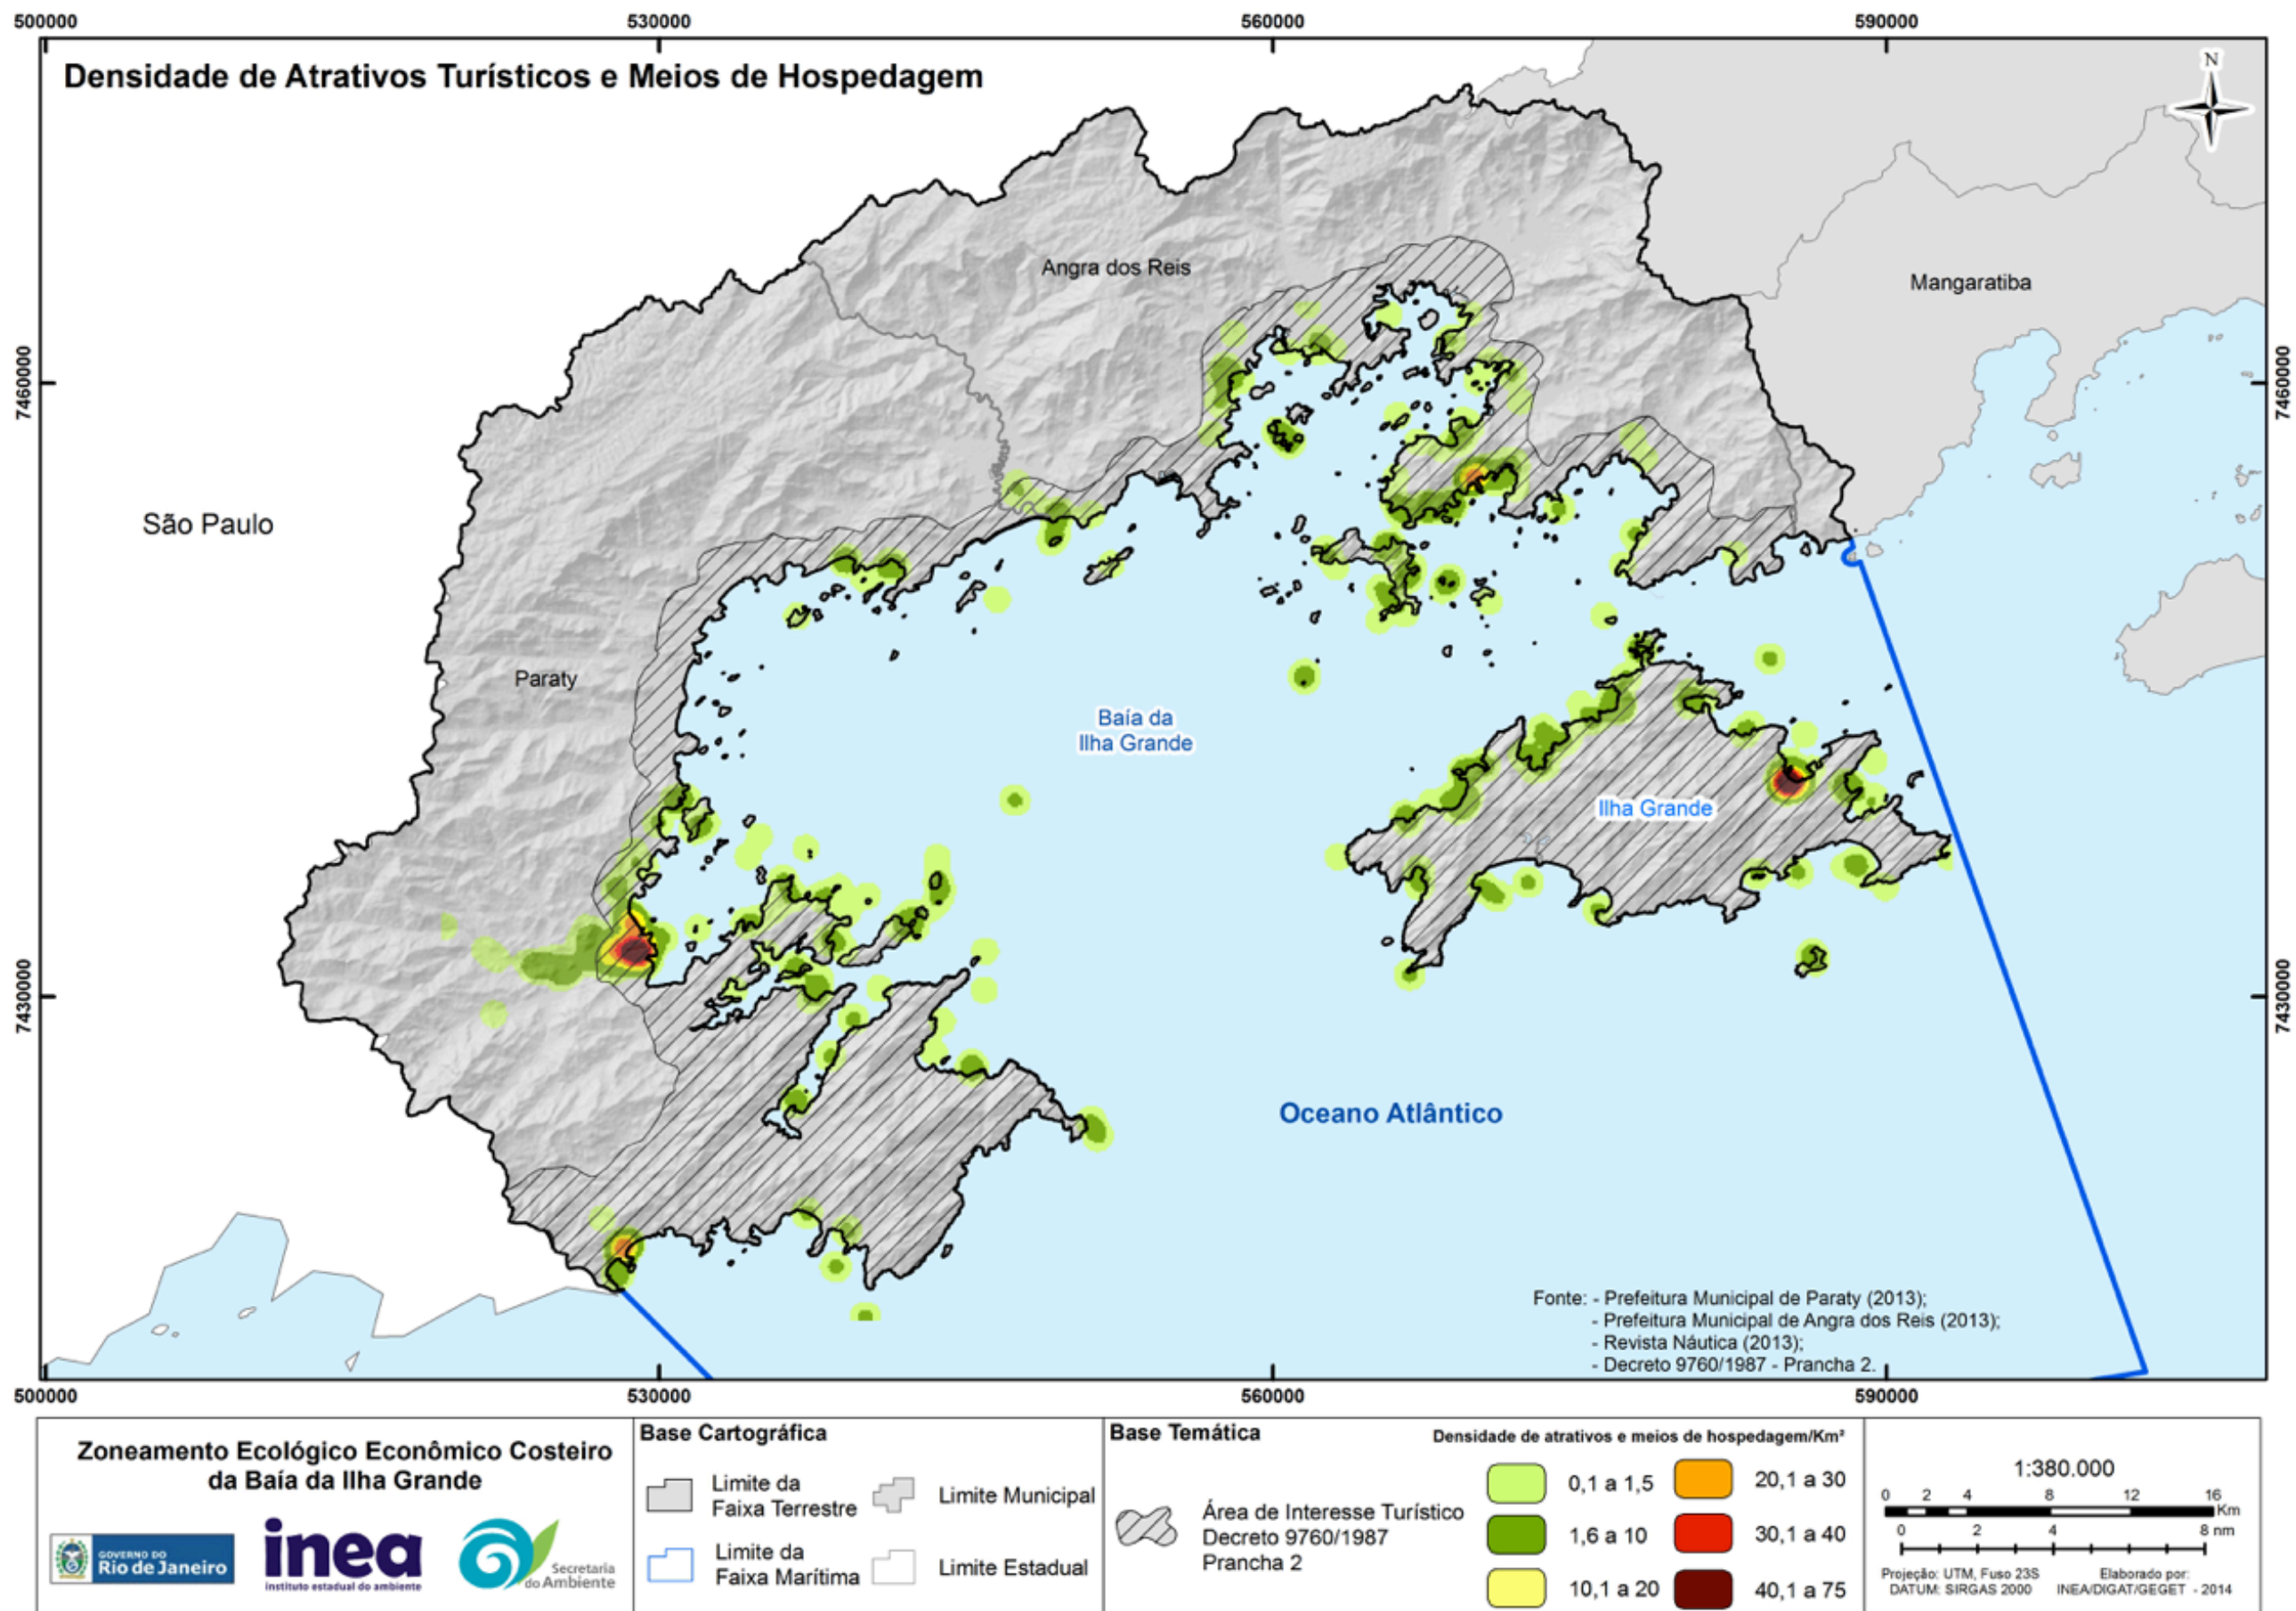 500000
530000
560000
590000
Densidade de Atrativos Turísticos e Meios de Hospedagem
N
Angra dos Reis
Mangaratiba
7460000
7460000
São Paulo
Paraty
Baía da
Ilha Grande
Ilha Grande
7430000
7430000
Oceano Atlântico
Fonte: - Prefeitura Municipal de Paraty (2013);
- Prefeitura Municipal de Angra dos Reis (2013);
- Revista Náutica (2013);
- Decreto 9760/1987 - Prancha 2.
500000
530000
560000
590000
Zoneamento Ecológico Econômico Costeiro
da Baía da Ilha Grande
GOVERNO DO
Rio de Janeiro
inea
instituto estadual do ambiente
Secretaria
do Ambiente
Base Cartográfica
Limite da
Faixa Terrestre
Limite Municipal
Limite da
Faixa Marítima
Limite Estadual
Base Temática
Área de Interesse Turístico
Decreto 9760/1987
Prancha 2
Densidade de atrativos e meios de hospedagem/Km²
0,1 a 1,5
20,1 a 30
1,6 a 10
30,1 a 40
10,1 a 20
40,1 a 75
1:380.000
0 2 4 8 12 16
Km
0 2 4 8 nm
Projeção: UTM, Fuso 23S
DATUM: SIRGAS 2000
Elaborado por:
INEA/DIGAT/GEGET - 2014